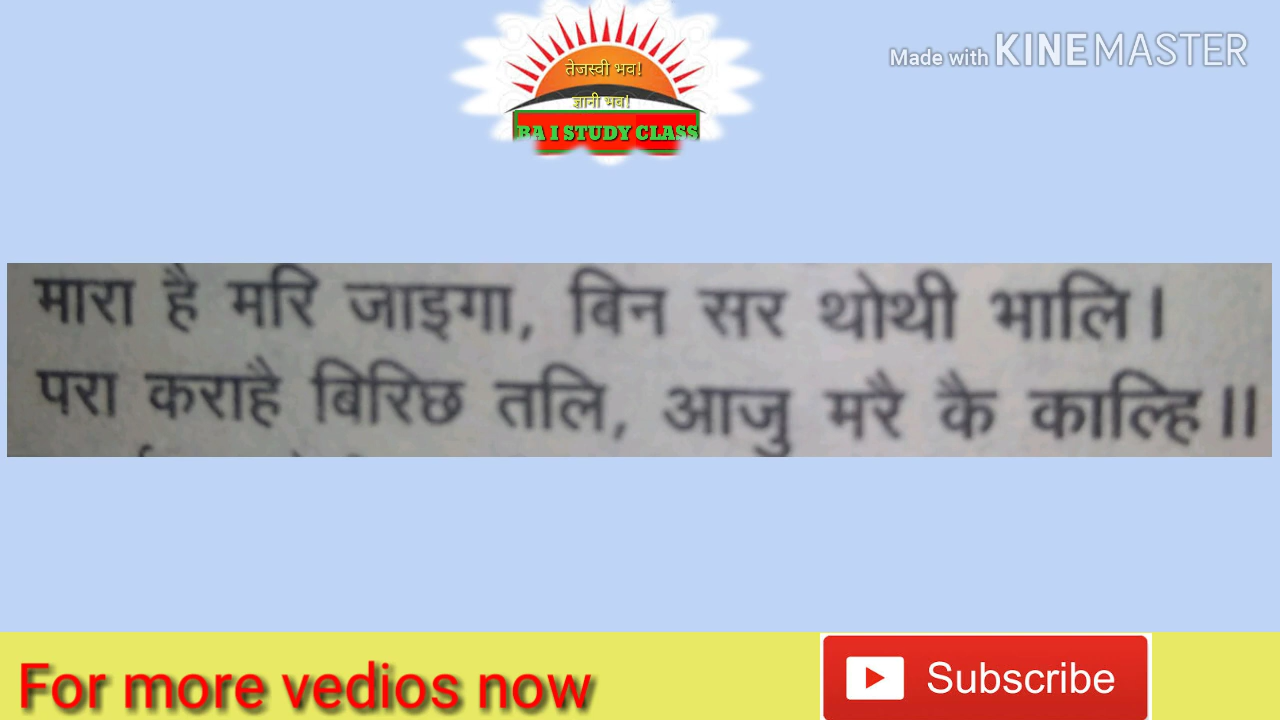 Made with KINEMASTER
तेजस्वी भव!
ज्ञानी भव!
BA I STUDY CLASS
मारा है मरि जाइगा, बिन सर थोथी भालि।
परा कराहै बिरिछ तलि, आजु मरै कै काल्हि॥
For more vedios now
Subscribe